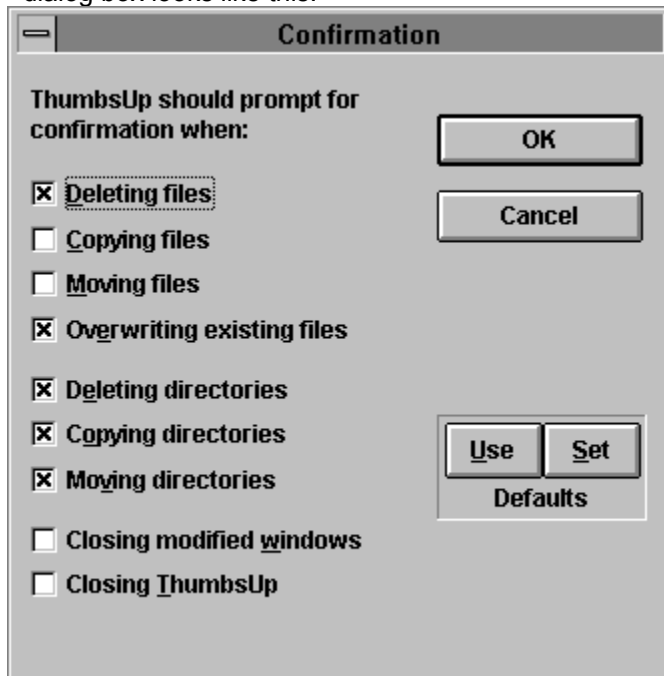 dialog box looks like this:
Confirmation
ThumbsUp should prompt for
confirmation when:
OK
Cancel
Deleting files
Copying files
Moving files
Overwriting existing files
Deleting directories
Copying directories
Moving directories
Closing modified windows
Closing ThumbsUp
Use
Set
Defaults